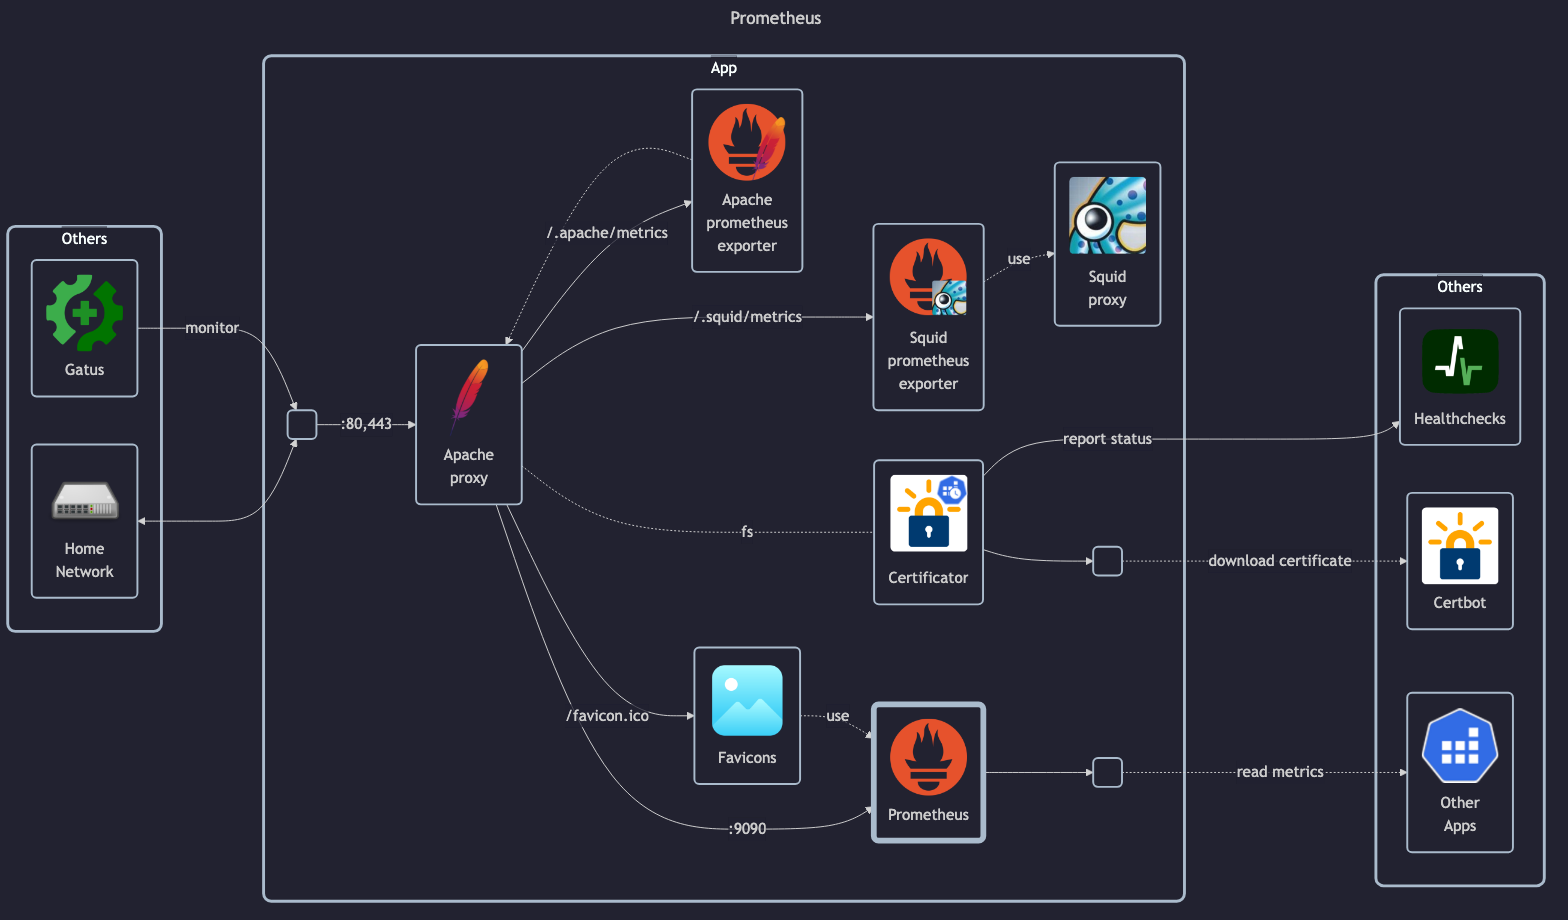 Prometheus
App
Others
Gatus
Home
Network
monitor
:80,443
Apache
proxy
/.apache/metrics
Apache
prometheus
exporter
/.squid/metrics
Squid
prometheus
exporter
use
Squid
proxy
fs
Certificator
report status
download certificate
/favicon.ico
Favicons
use
:9090
Prometheus
read metrics
Others
Healthchecks
Certbot
Other
Apps